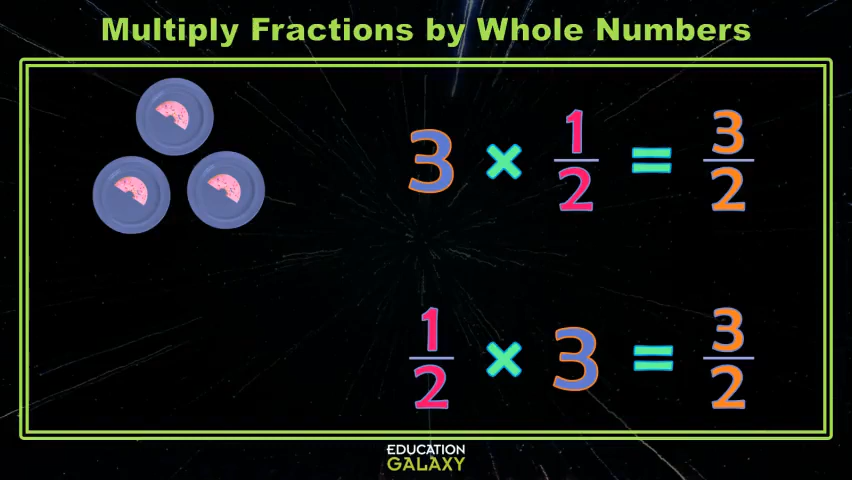 Multiply Fractions by Whole Numbers
3 × 1/2 = 3/2
1/2 × 3 = 3/2
EDUCATION
GALAXY